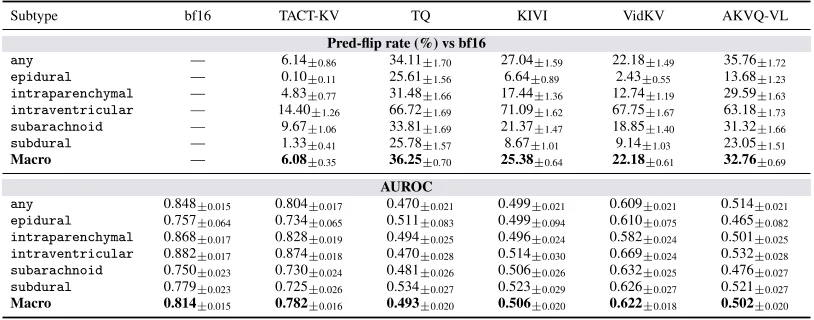 Subtype bf16 TACT-KV TQ KIVI VidKV AKVQ-VL
Pred-flip rate (%) vs bf16
any — 6.14±0.86 34.11±1.70 27.04±1.59 22.18±1.49 35.76±1.72
epidural — 0.10±0.11 25.61±1.56 6.64±0.89 2.43±0.55 13.68±1.23
intraparenchymal — 4.83±0.77 31.48±1.66 17.44±1.36 12.74±1.19 29.59±1.63
intraventricular — 14.40±1.26 66.72±1.69 71.09±1.62 67.75±1.67 63.18±1.73
subarachnoid — 9.67±1.06 33.81±1.69 21.37±1.47 18.85±1.40 31.32±1.66
subdural — 1.33±0.41 25.78±1.57 8.67±1.01 9.14±1.03 23.05±1.51
Macro — 6.08±0.35 36.25±0.70 25.38±0.64 22.18±0.61 32.76±0.69
AUROC
any 0.848±0.015 0.804±0.017 0.470±0.021 0.499±0.021 0.609±0.021 0.514±0.021
epidural 0.757±0.064 0.734±0.065 0.511±0.083 0.499±0.094 0.610±0.075 0.465±0.082
intraparenchymal 0.868±0.017 0.828±0.019 0.494±0.025 0.496±0.024 0.582±0.024 0.501±0.025
intraventricular 0.882±0.017 0.874±0.018 0.470±0.028 0.514±0.030 0.669±0.024 0.532±0.028
subarachnoid 0.750±0.023 0.730±0.024 0.481±0.026 0.506±0.026 0.632±0.025 0.476±0.027
subdural 0.779±0.023 0.725±0.026 0.534±0.027 0.523±0.029 0.626±0.027 0.521±0.027
Macro 0.814±0.015 0.782±0.016 0.493±0.020 0.506±0.020 0.622±0.018 0.502±0.020